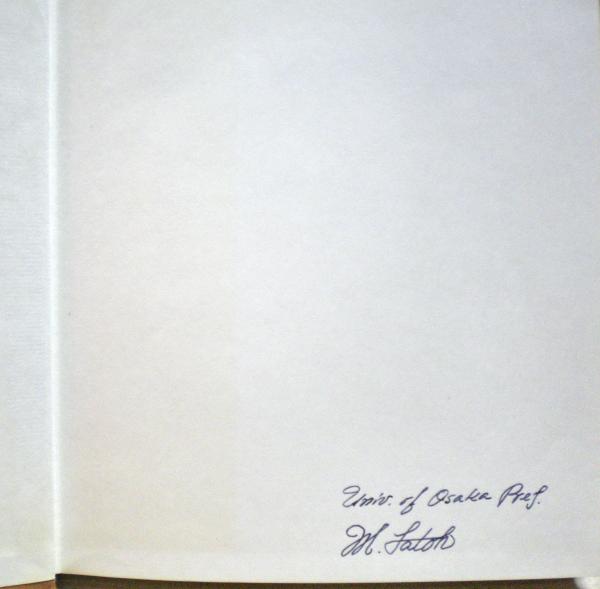 Univ. of Osaka Pref.
M. Satoh